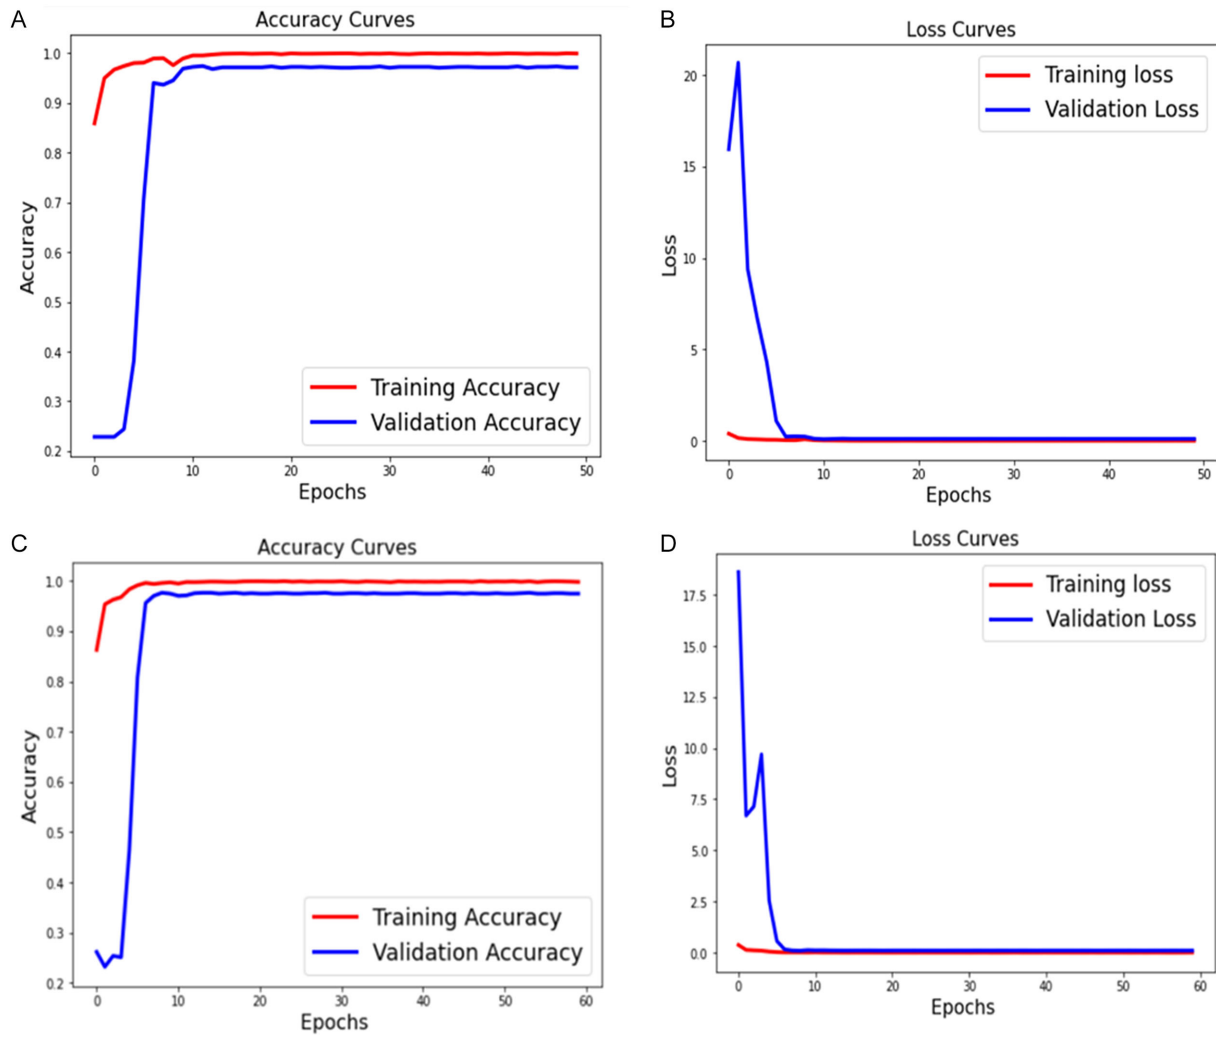 A
Accuracy Curves
1.0
0.9
0.8
0.7
0.6
0.5
0.4
0.3
0.2
Accuracy
Training Accuracy
Validation Accuracy
0 10 20 30 40 50
Epochs
B
Loss Curves
20
15
10
5
0
Loss
Training loss
Validation Loss
0 10 20 30 40 50
Epochs
C
Accuracy Curves
1.0
0.9
0.8
0.7
0.6
0.5
0.4
0.3
0.2
Accuracy
Training Accuracy
Validation Accuracy
0 10 20 30 40 50 60
Epochs
D
Loss Curves
17.5
15.0
12.5
10.0
7.5
5.0
2.5
0.0
Loss
Training loss
Validation Loss
0 10 20 30 40 50 60
Epochs